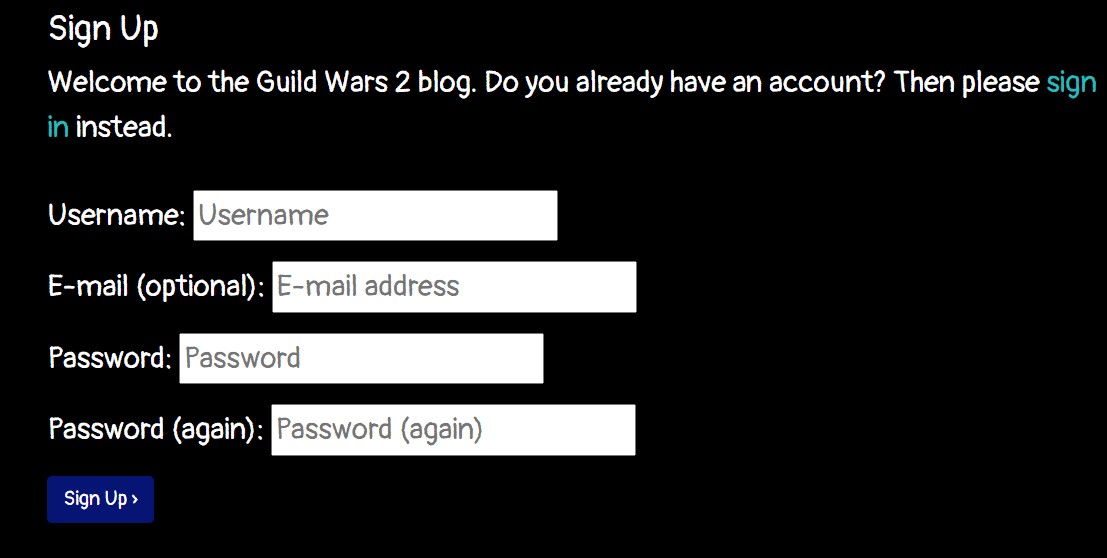 Sign Up
Welcome to the Guild Wars 2 blog. Do you already have an account? Then please sign
in instead.
Username: Username
E-mail (optional): E-mail address
Password: Password
Password (again): Password (again)
Sign Up ›